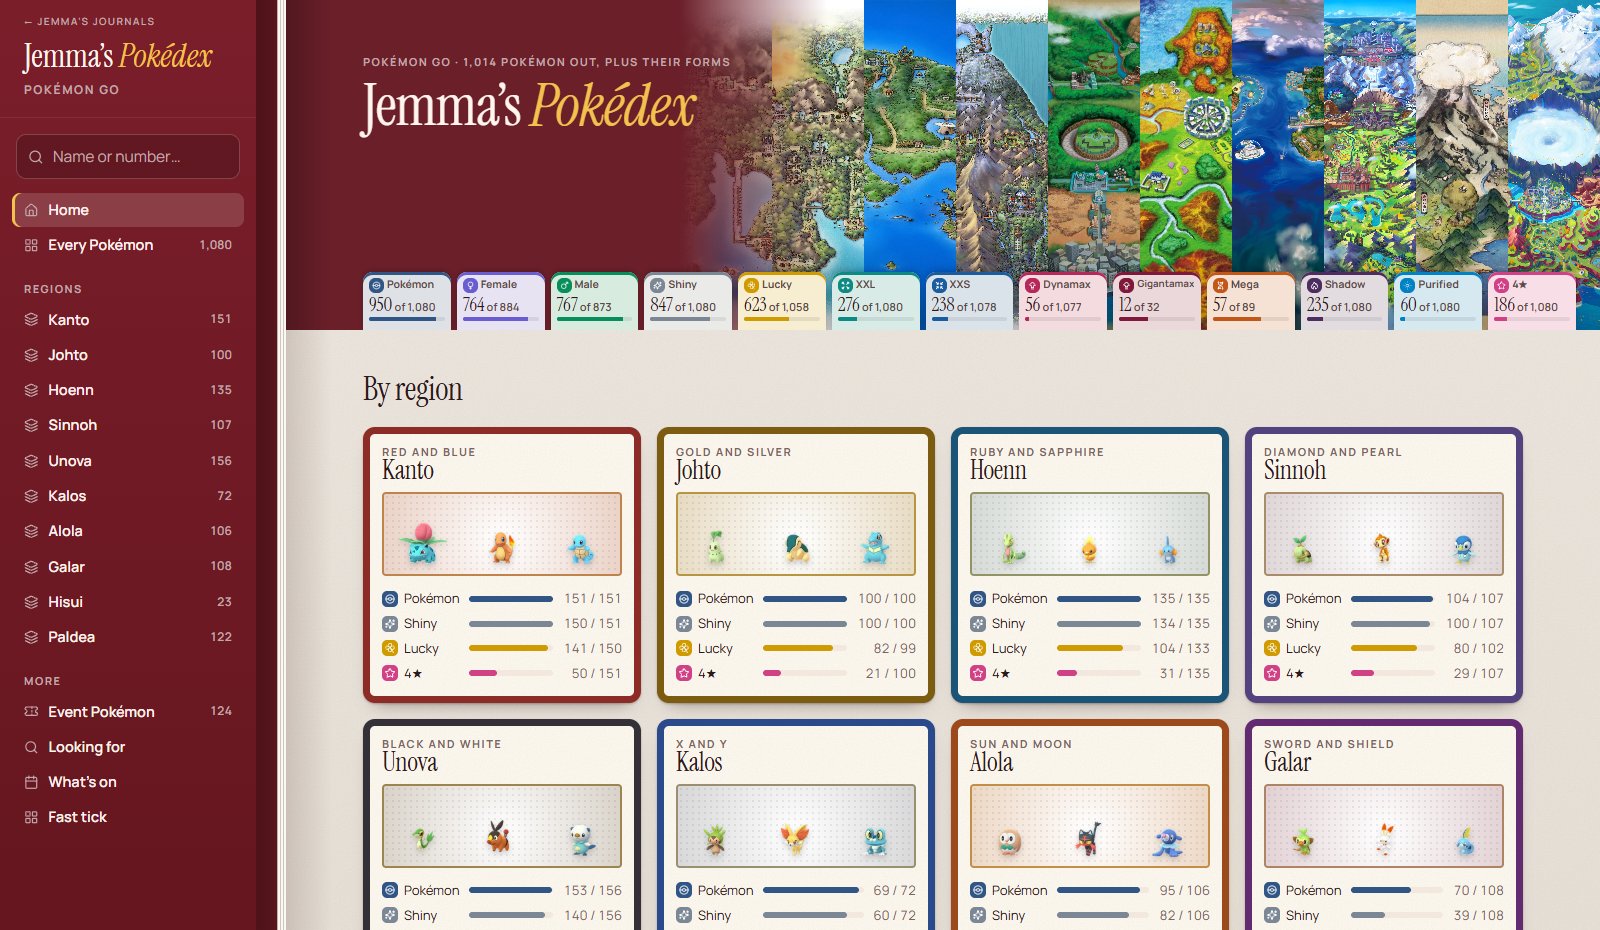 ← JEMMA'S JOURNALS
Jemma's Pokédex
POKÉMON GO
Name or number...
Home
Every Pokémon 1,080
REGIONS
Kanto 151
Johto 100
Hoenn 135
Sinnoh 107
Unova 156
Kalos 72
Alola 106
Galar 108
Hisui 23
Paldea 122
MORE
Event Pokémon 124
Looking for
What's on
Fast tick
POKÉMON GO · 1,014 POKÉMON OUT, PLUS THEIR FORMS
Jemma's Pokédex
Pokémon
950 of 1,080
Female
764 of 884
Male
767 of 873
Shiny
847 of 1,080
Lucky
623 of 1,058
XXL
276 of 1,080
XXS
238 of 1,078
Dynamax
56 of 1,077
Gigantamax
12 of 32
Mega
57 of 89
Shadow
235 of 1,080
Purified
60 of 1,080
4★
186 of 1,080
By region
RED AND BLUE
Kanto
Pokémon 151 / 151
Shiny 150 / 151
Lucky 141 / 150
4★ 50 / 151
GOLD AND SILVER
Johto
Pokémon 100 / 100
Shiny 100 / 100
Lucky 82 / 99
4★ 21 / 100
RUBY AND SAPPHIRE
Hoenn
Pokémon 135 / 135
Shiny 134 / 135
Lucky 104 / 133
4★ 31 / 135
DIAMOND AND PEARL
Sinnoh
Pokémon 104 / 107
Shiny 100 / 107
Lucky 80 / 102
4★ 29 / 107
BLACK AND WHITE
Unova
Pokémon 153 / 156
Shiny 140 / 156
X AND Y
Kalos
Pokémon 69 / 72
Shiny 60 / 72
SUN AND MOON
Alola
Pokémon 95 / 106
Shiny 82 / 106
SWORD AND SHIELD
Galar
Pokémon 70 / 108
Shiny 39 / 108